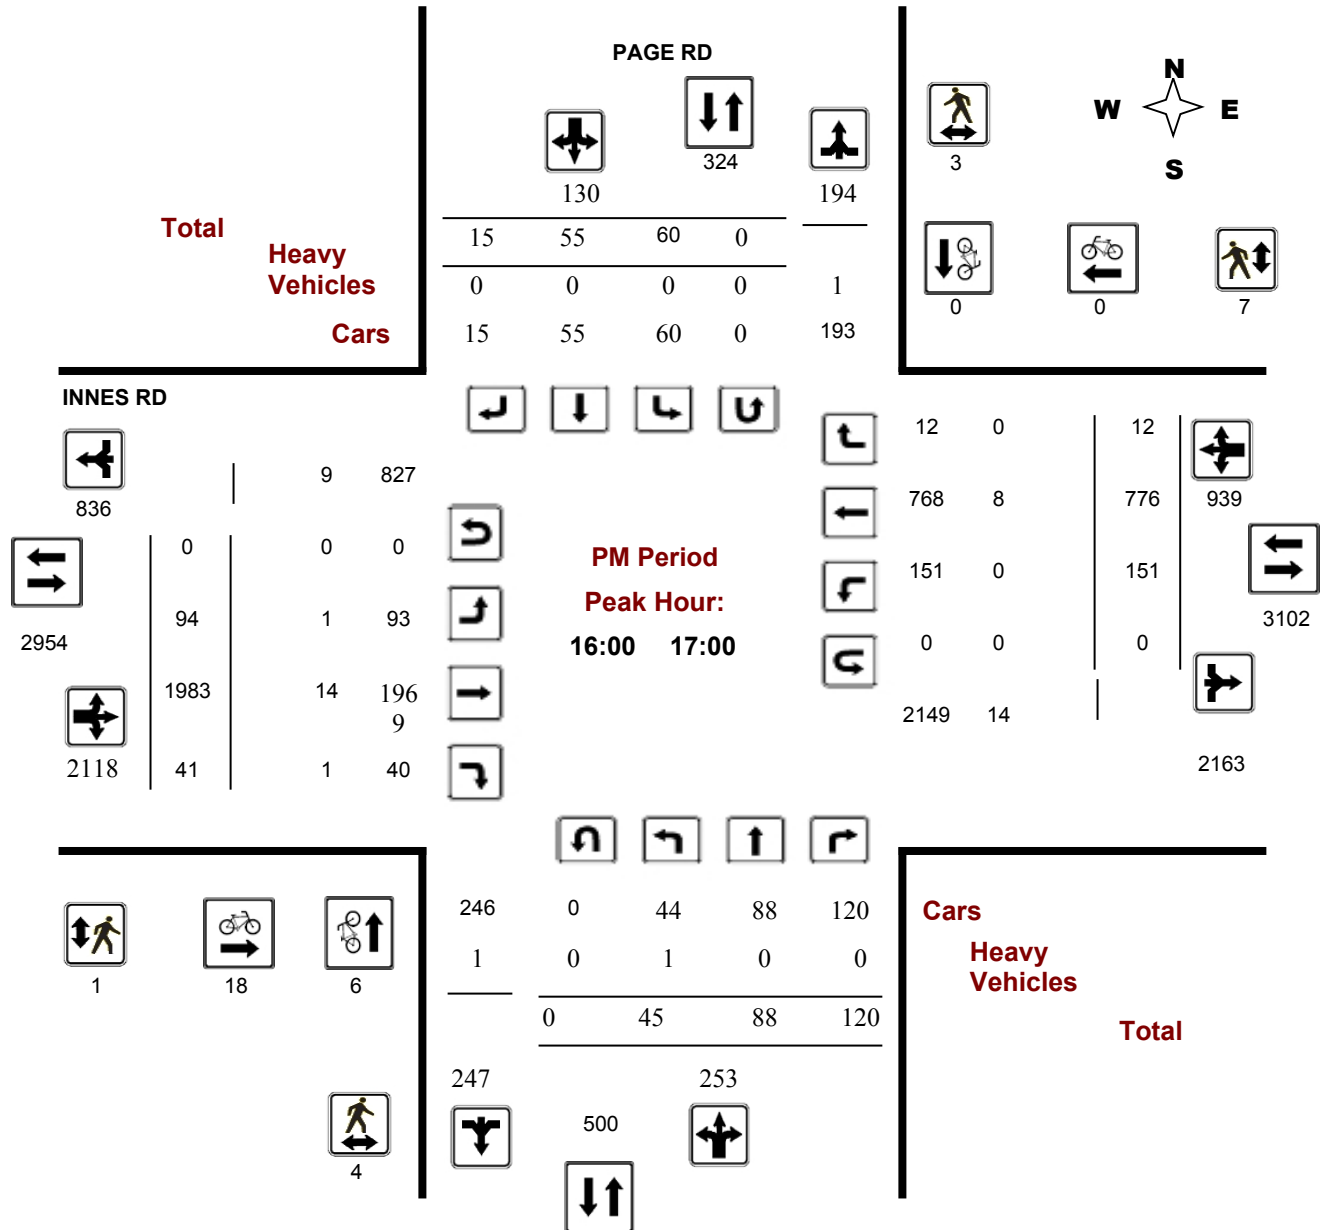 PAGE RD
N
W E
S
324
3
130 194
Total 15 55 60 0
Heavy
Vehicles 0 0 0 0 1
0 0 7
Cars 15 55 60 0 193
INNES RD
12 0 12
9 827
836
768 8 776 939
0 0 0
PM Period
151 0 151
Peak Hour:
94 1 93
3102
2954
16:00 17:00
0 0 0
1983 14 196
9
2149 14
2118 41 1 40
2163
246 0 44 88 120 Cars
1 0 1 0 0 Heavy
Vehicles
1 18 6
0 45 88 120 Total
247 253
500
4